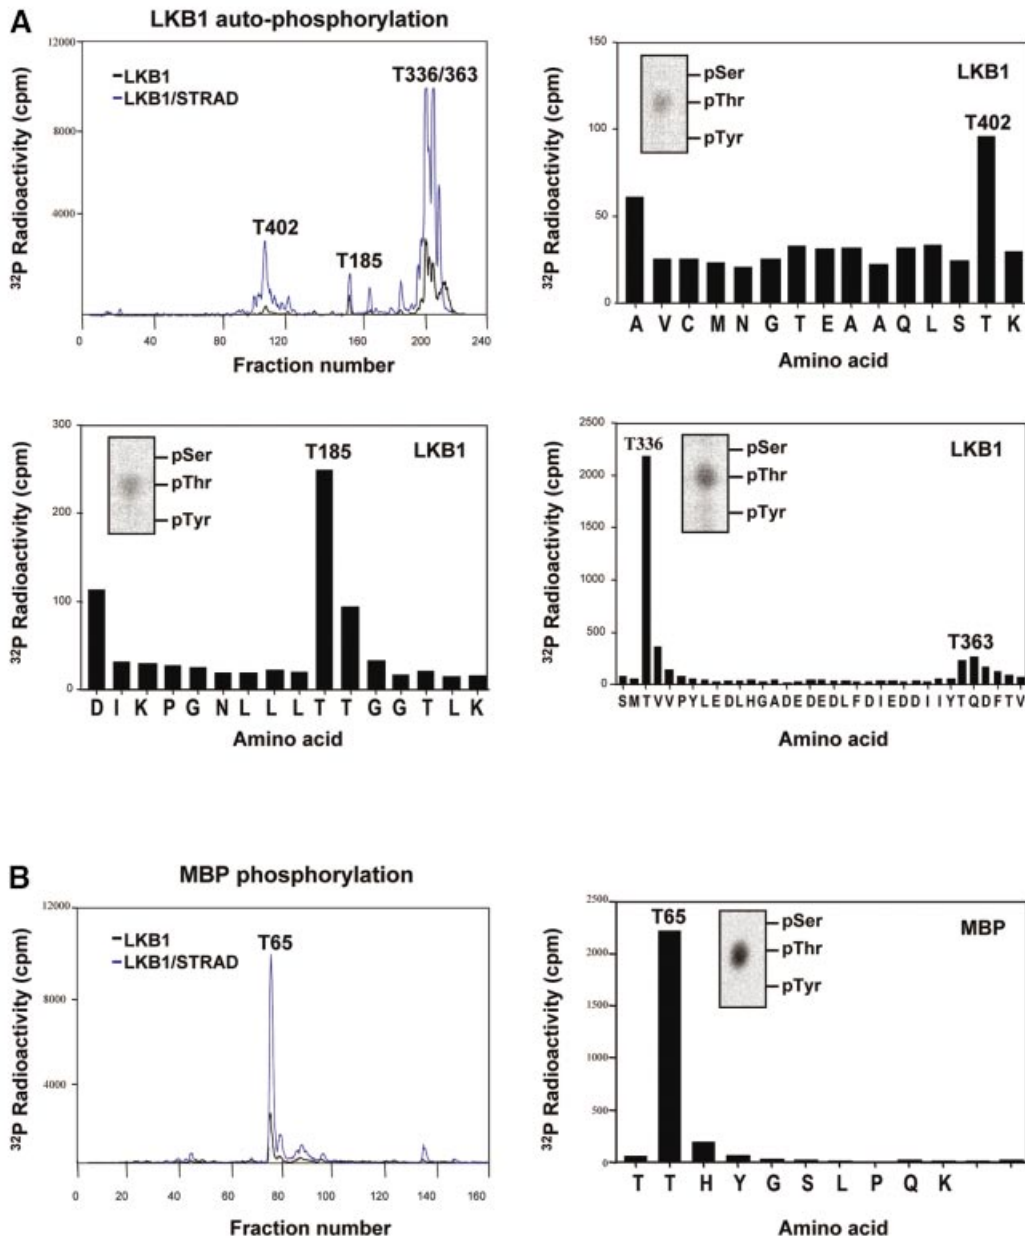 A
LKB1 auto-phosphorylation
12000
8000
4000
32P Radioactivity (cpm)
LKB1
LKB1/STRAD
T402
T185
T336/363
0 40 80 120 160 200 240
Fraction number
150
100
50
0
32P Radioactivity (cpm)
pSer
pThr
pTyr
LKB1
T402
A V C M N G T E A A Q L S T K
Amino acid
300
200
100
0
32P Radioactivity (cpm)
pSer
pThr
pTyr
T185
LKB1
D I K P G N L L L T T G G T L K
Amino acid
2500
2000
1500
1000
500
0
32P Radioactivity (cpm)
T336
pSer
pThr
pTyr
LKB1
T363
S M T V V P Y L E D L H G A D E D E D L F D I E D D I I Y T Q D F T V
Amino acid
B
MBP phosphorylation
12000
8000
4000
32P Radioactivity (cpm)
LKB1
LKB1/STRAD
T65
0 20 40 60 80 100 120 140 160
Fraction number
2500
2000
1500
1000
500
0
32P Radioactivity (cpm)
T65
pSer
pThr
pTyr
MBP
T T H Y G S L P Q K
Amino acid